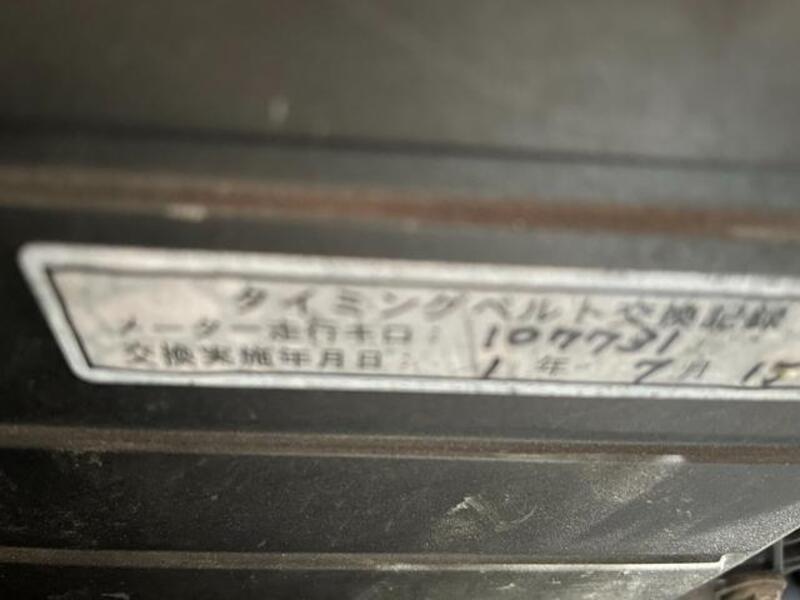 タイミングベルト交換記録
メーター走行キロ: 107731
交換実施年月日: 1年 7月 15